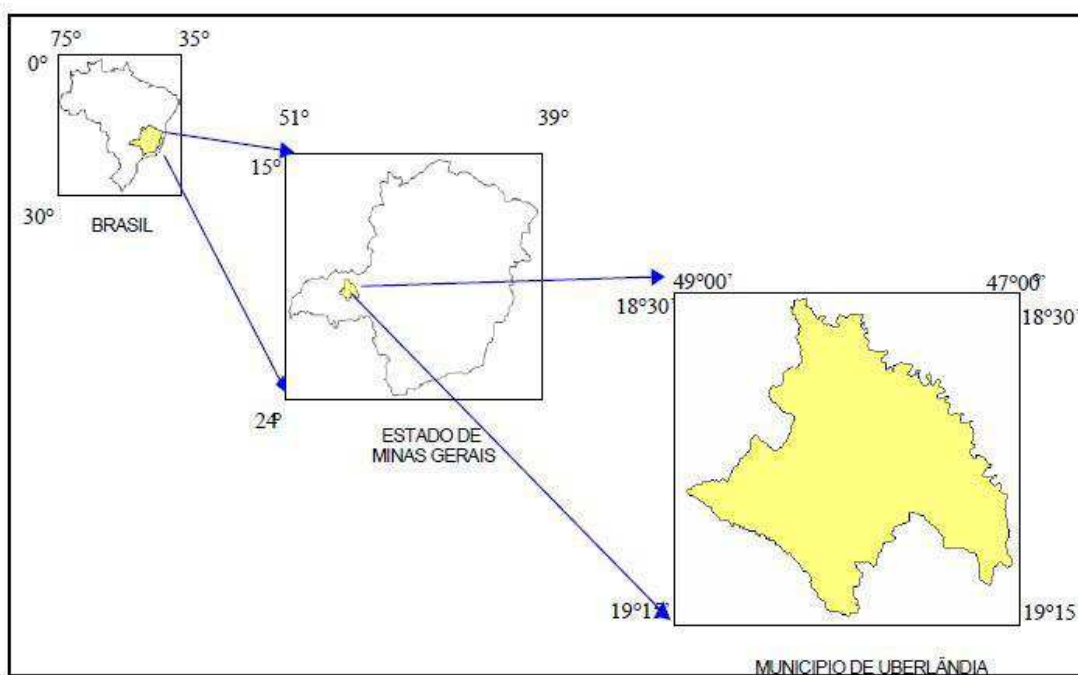 75° 35°
0°
30°
BRASIL
51° 39°
15°
24°
ESTADO DE
MINAS GERAIS
49°00' 47°00'
18°30' 18°30'
19°15' 19°15
MUNICIPIO DE UBERLÂNDIA